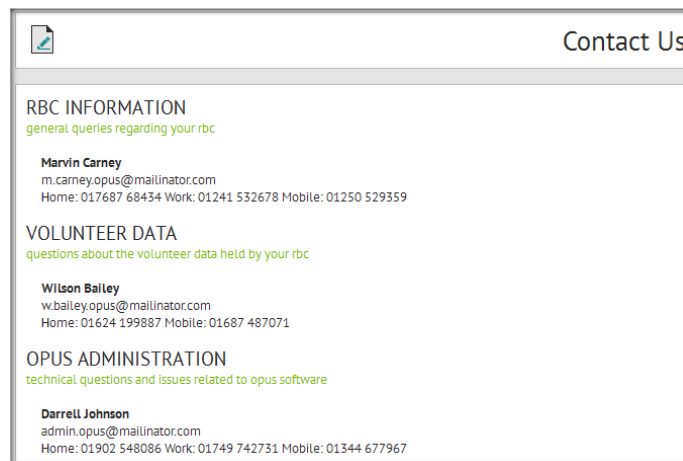 Contact Us
RBC INFORMATION
general queries regarding your rbc
Marvin Carney
m.carney.opus@mailinator.com
Home: 017687 68434 Work: 01241 532678 Mobile: 01250 529359
VOLUNTEER DATA
questions about the volunteer data held by your rbc
Wilson Bailey
w.bailey.opus@mailinator.com
Home: 01624 199887 Mobile: 01687 487071
OPUS ADMINISTRATION
technical questions and issues related to opus software
Darrell Johnson
admin.opus@mailinator.com
Home: 01902 548086 Work: 01749 742731 Mobile: 01344 677967